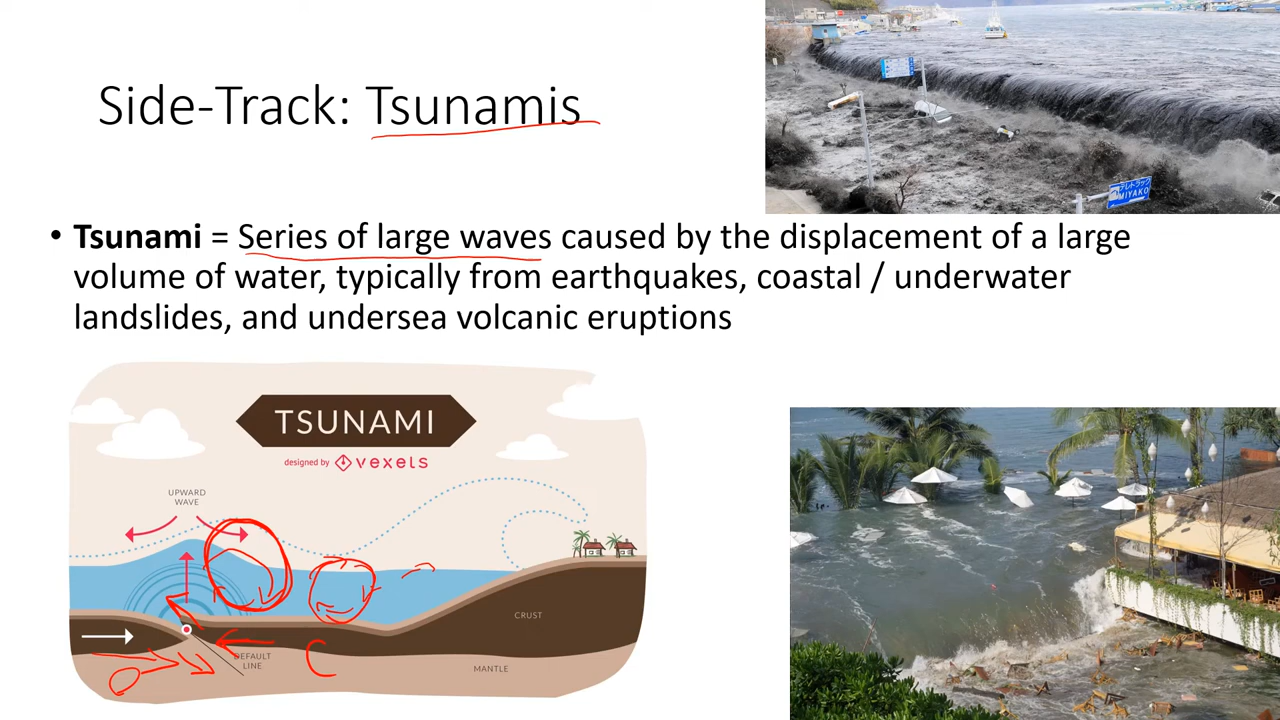 Side-Track: Tsunamis
• Tsunami = Series of large waves caused by the displacement of a large
volume of water, typically from earthquakes, coastal / underwater
landslides, and undersea volcanic eruptions
TSUNAMI
designed by vexels
UPWARD
WAVE
DEFAULT
LINE
CRUST
MANTLE
O
C
MIYAKO